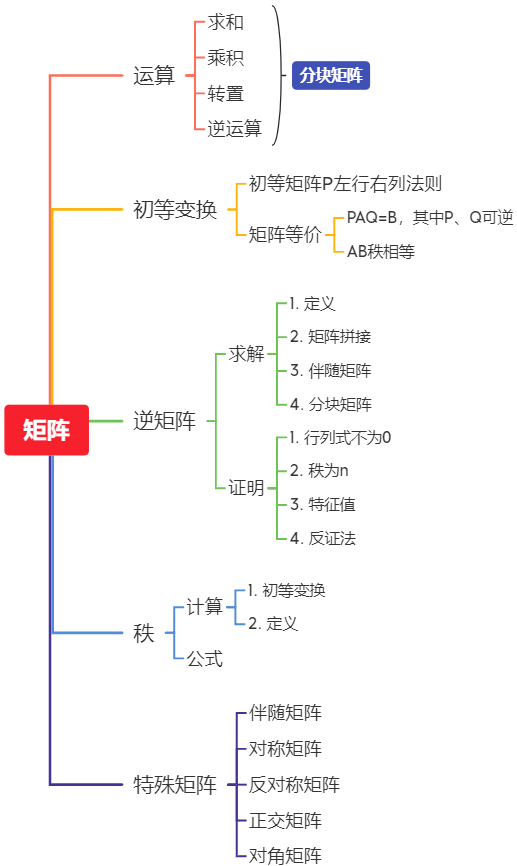 矩阵
运算
求和
乘积
转置
逆运算
分块矩阵
初等变换
初等矩阵P左行右列法则
矩阵等价
PAQ=B，其中P、Q可逆
AB秩相等
逆矩阵
求解
1. 定义
2. 矩阵拼接
3. 伴随矩阵
4. 分块矩阵
证明
1. 行列式不为0
2. 秩为n
3. 特征值
4. 反证法
秩
计算
1. 初等变换
2. 定义
公式
特殊矩阵
伴随矩阵
对称矩阵
反对称矩阵
正交矩阵
对角矩阵